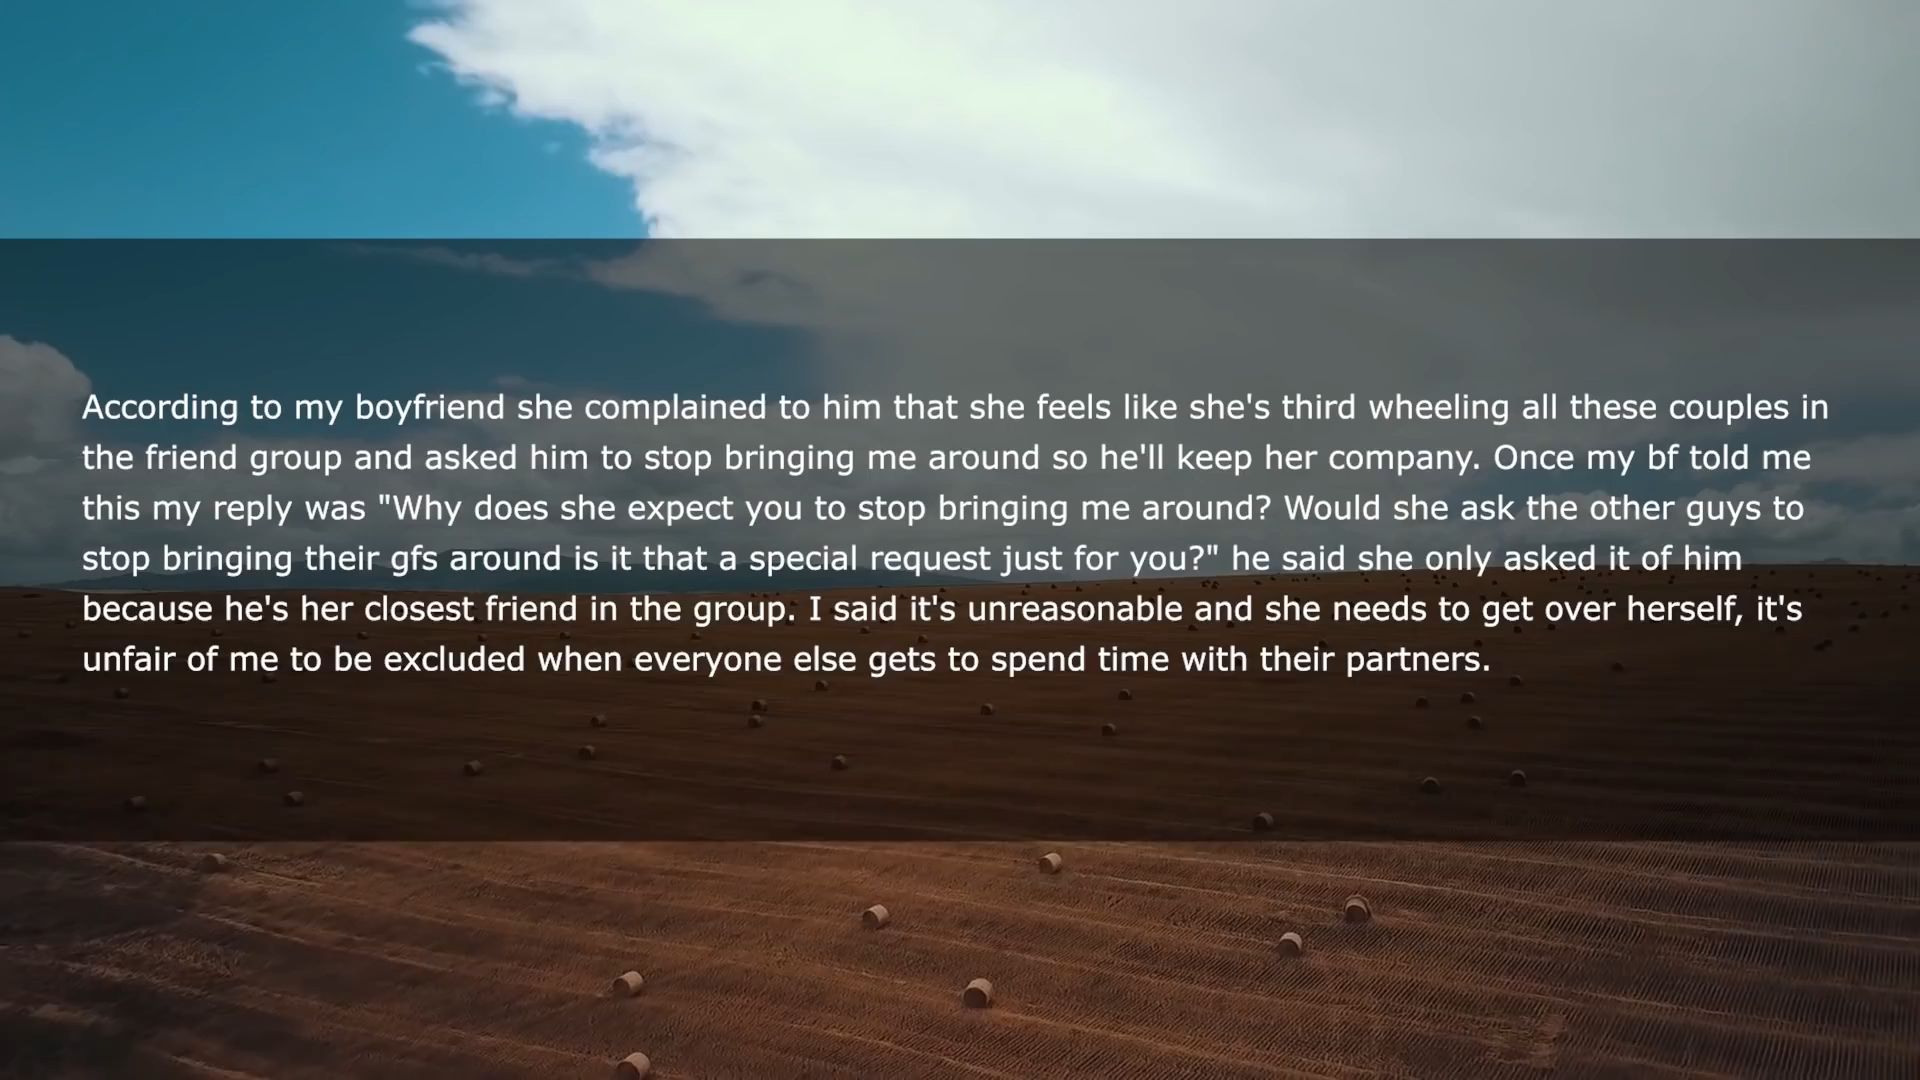 According to my boyfriend she complained to him that she feels like she's third wheeling all these couples in
the friend group and asked him to stop bringing me around so he'll keep her company. Once my bf told me
this my reply was "Why does she expect you to stop bringing me around? Would she ask the other guys to
stop bringing their gfs around is it that a special request just for you?" he said she only asked it of him
because he's her closest friend in the group. I said it's unreasonable and she needs to get over herself, it's
unfair of me to be excluded when everyone else gets to spend time with their partners.